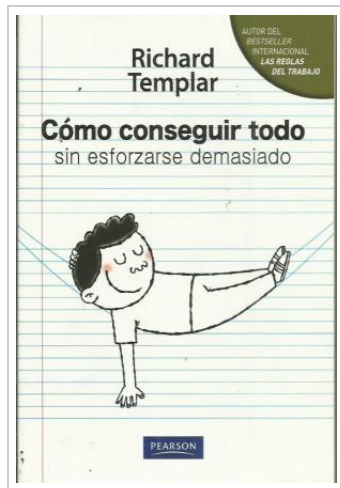 AUTOR DEL
BESTSELLER
INTERNACIONAL
LAS REGLAS
DEL TRABAJO
Richard
Templar
Cómo conseguir todo
sin esforzarse demasiado
PEARSON